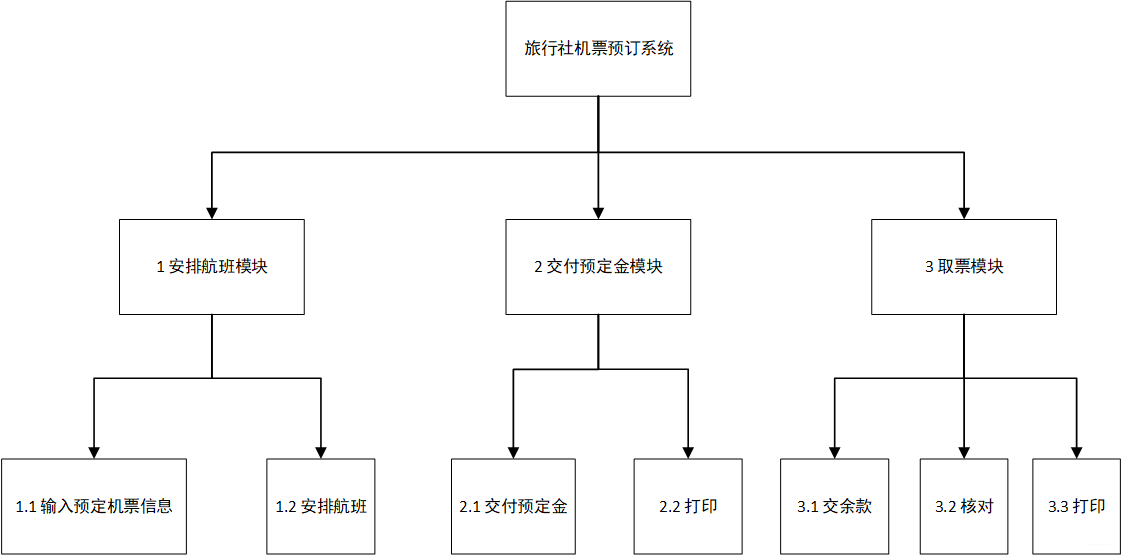 旅行社机票预订系统
1 安排航班模块
2 交付预定金模块
3 取票模块
1.1 输入预定机票信息
1.2 安排航班
2.1 交付预定金
2.2 打印
3.1 交余款
3.2 核对
3.3 打印